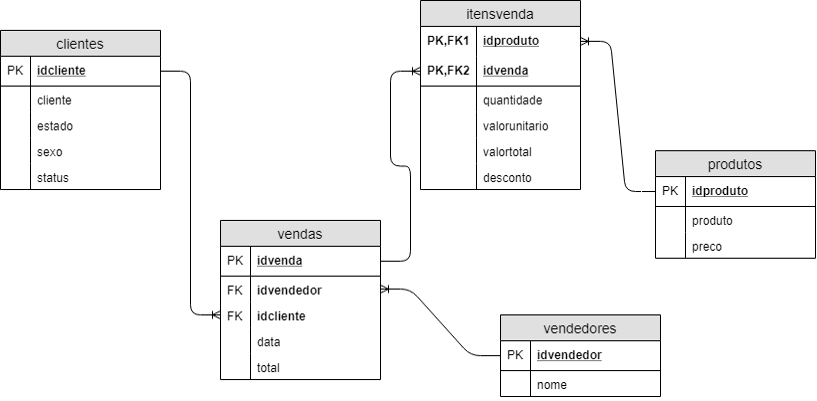 clientes
PK idcliente
cliente
estado
sexo
status
itensvenda
PK,FK1 idproduto
PK,FK2 idvenda
quantidade
valorunitario
valortotal
desconto
produtos
PK idproduto
produto
preco
vendas
PK idvenda
FK idvendedor
FK idcliente
data
total
vendedores
PK idvendedor
nome